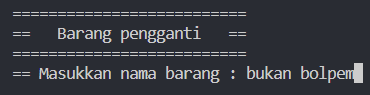 ==========================
==   Barang pengganti   ==
==========================
== Masukkan nama barang : bukan bolpem